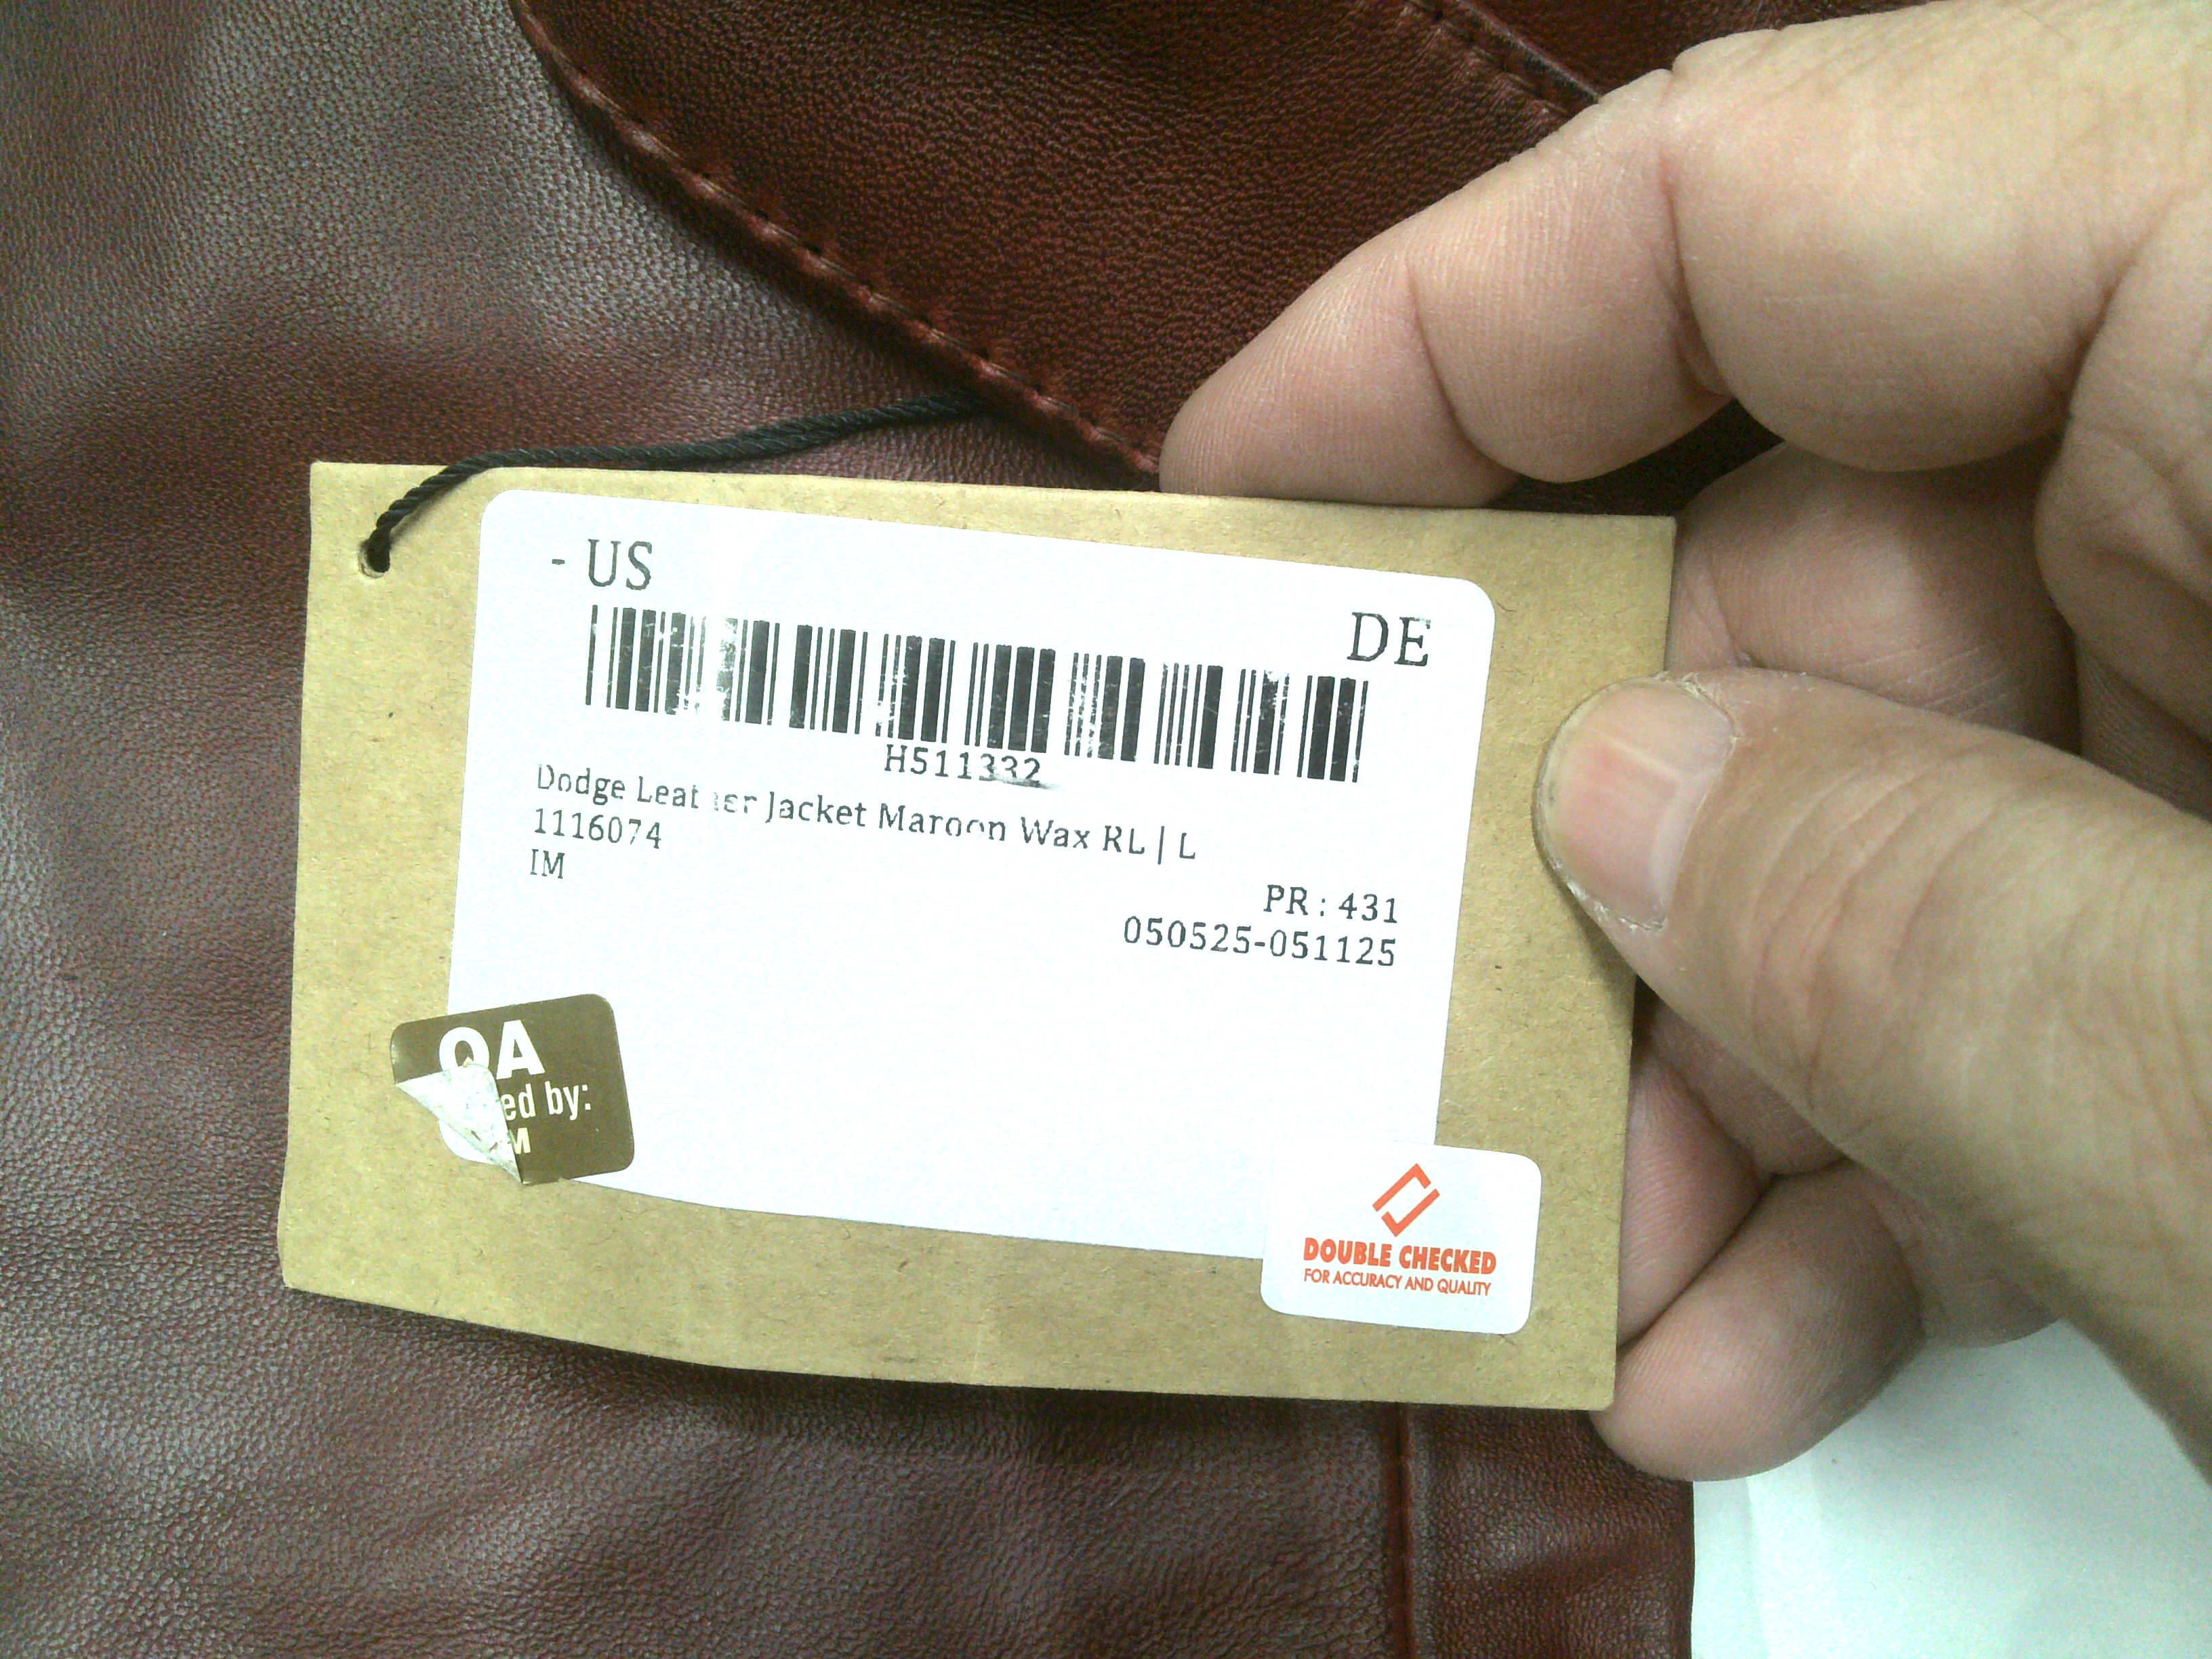 - US
DE
H511332
Dodge Leather Jacket Maroon Wax RL | L
1116074
IM
PR : 431
050525-051125
QA
ed by:
M
DOUBLE CHECKED
FOR ACCURACY AND QUALITY